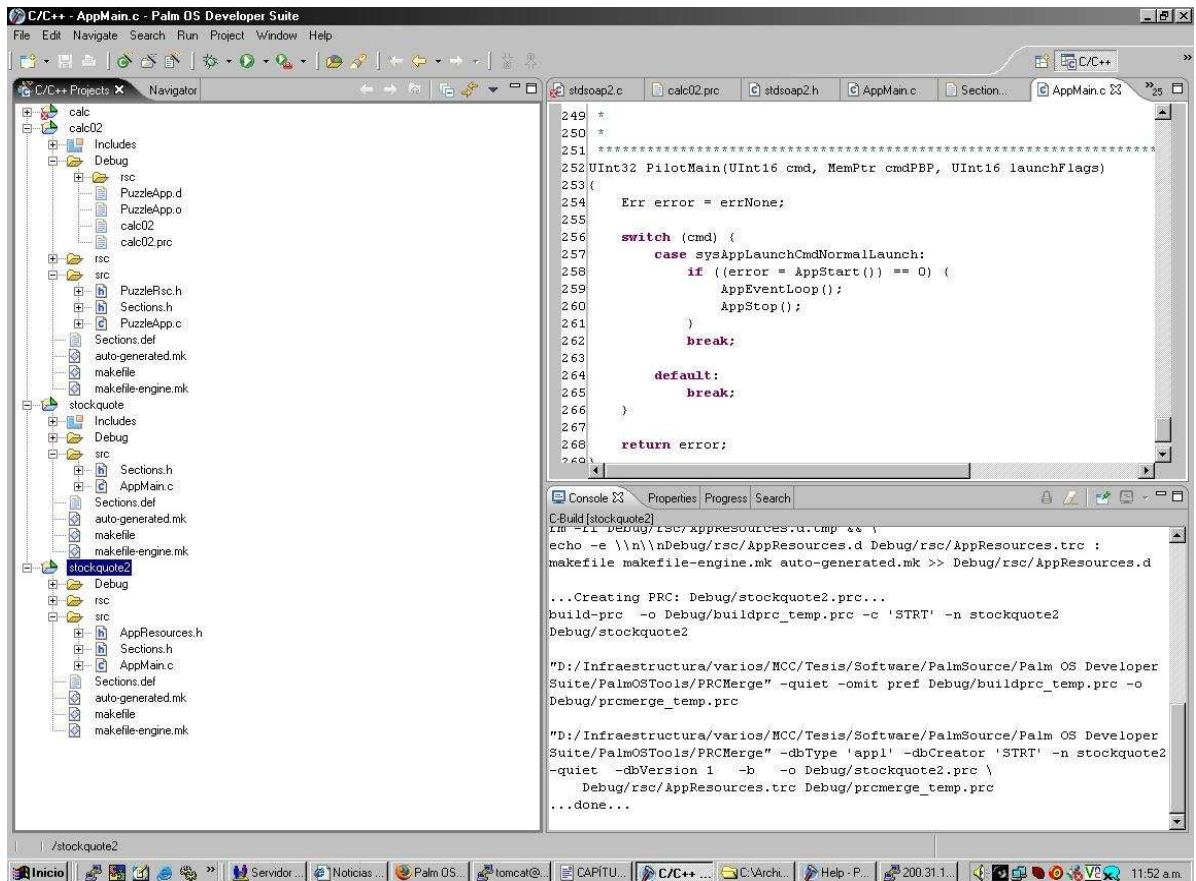 C/C++ - AppMain.c - Palm OS Developer Suite
File Edit Navigate Search Run Project Window Help
C/C++
C/C++ Projects Navigator
calc
calc02
Includes
Debug
rsc
PuzzleApp.d
PuzzleApp.o
calc02
calc02.prc
rsc
src
PuzzleRsc.h
Sections.h
PuzzleApp.c
Sections.def
auto-generated.mk
makefile
makefile-engine.mk
stockquote
Includes
Debug
src
Sections.h
AppMain.c
Sections.def
auto-generated.mk
makefile
makefile-engine.mk
stockquote2
Debug
rsc
src
AppResources.h
Sections.h
AppMain.c
Sections.def
auto-generated.mk
makefile
makefile-engine.mk
stdsoap2.c calc02.prc stdsoap2.h AppMain.c Section... AppMain.c »25
249 *
250 *
251 ***************************************************************************
252 UInt32 PilotMain(UInt16 cmd, MemPtr cmdPBP, UInt16 launchFlags)
253 {
254 Err error = errNone;
255
256 switch (cmd) {
257 case sysAppLaunchCmdNormalLaunch:
258 if ((error = AppStart()) == 0) {
259 AppEventLoop();
260 AppStop();
261 }
262 break;
263
264 default:
265 break;
266 }
267
268 return error;
269 }
Console Properties Progress Search
C-Build [stockquote2]
rm -rf Debug/rsc/AppResources.d.tmp && \
echo -e \\n\\nDebug/rsc/AppResources.d Debug/rsc/AppResources.trc :
makefile makefile-engine.mk auto-generated.mk >> Debug/rsc/AppResources.d
...Creating PRC: Debug/stockquote2.prc...
build-prc -o Debug/buildprc_temp.prc -c 'STRT' -n stockquote2
Debug/stockquote2
"D:/Infraestructura/varios/MCC/Tesis/Software/PalmSource/Palm OS Developer
Suite/PalmOSTools/PRCMerge" -quiet -omit pref Debug/buildprc_temp.prc -o
Debug/prcmerge_temp.prc
"D:/Infraestructura/varios/MCC/Tesis/Software/PalmSource/Palm OS Developer
Suite/PalmOSTools/PRCMerge" -dbType 'appl' -dbCreator 'STRT' -n stockquote2
-quiet -dbVersion 1 -b -o Debug/stockquote2.prc \
Debug/rsc/AppResources.trc Debug/prcmerge_temp.prc
...done...
/stockquote2
Inicio » Servidor ... Noticias ... Palm OS... tomcat@... CAPÍTU... C/C++ ... C:\Archi... Help - P... 200.31.1... 11:52 a.m.